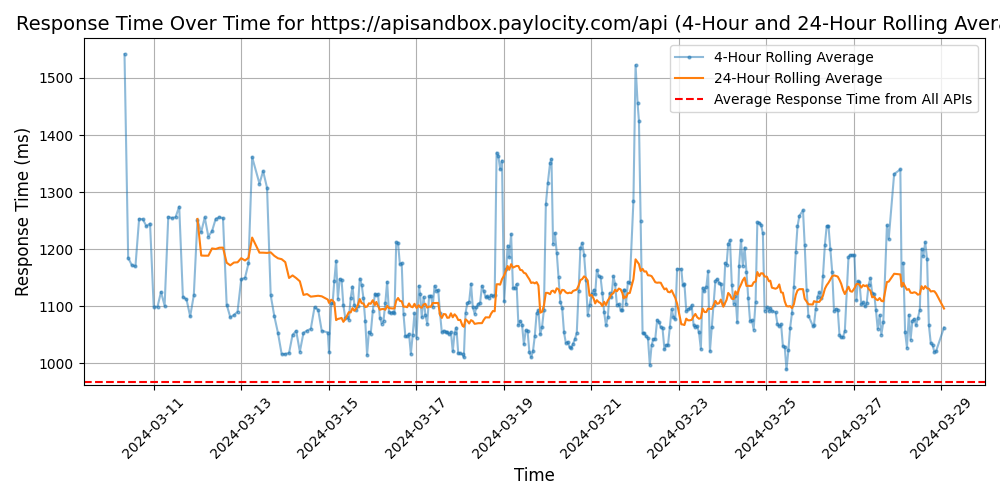 Response Time Over Time for https://apisandbox.paylocity.com/api (4-Hour and 24-Hour Rolling Avera
4-Hour Rolling Average
24-Hour Rolling Average
Average Response Time from All APIs
Response Time (ms)
1500
1400
1300
1200
1100
1000
2024-03-11
2024-03-13
2024-03-15
2024-03-17
2024-03-19
2024-03-21
2024-03-23
2024-03-25
2024-03-27
2024-03-29
Time